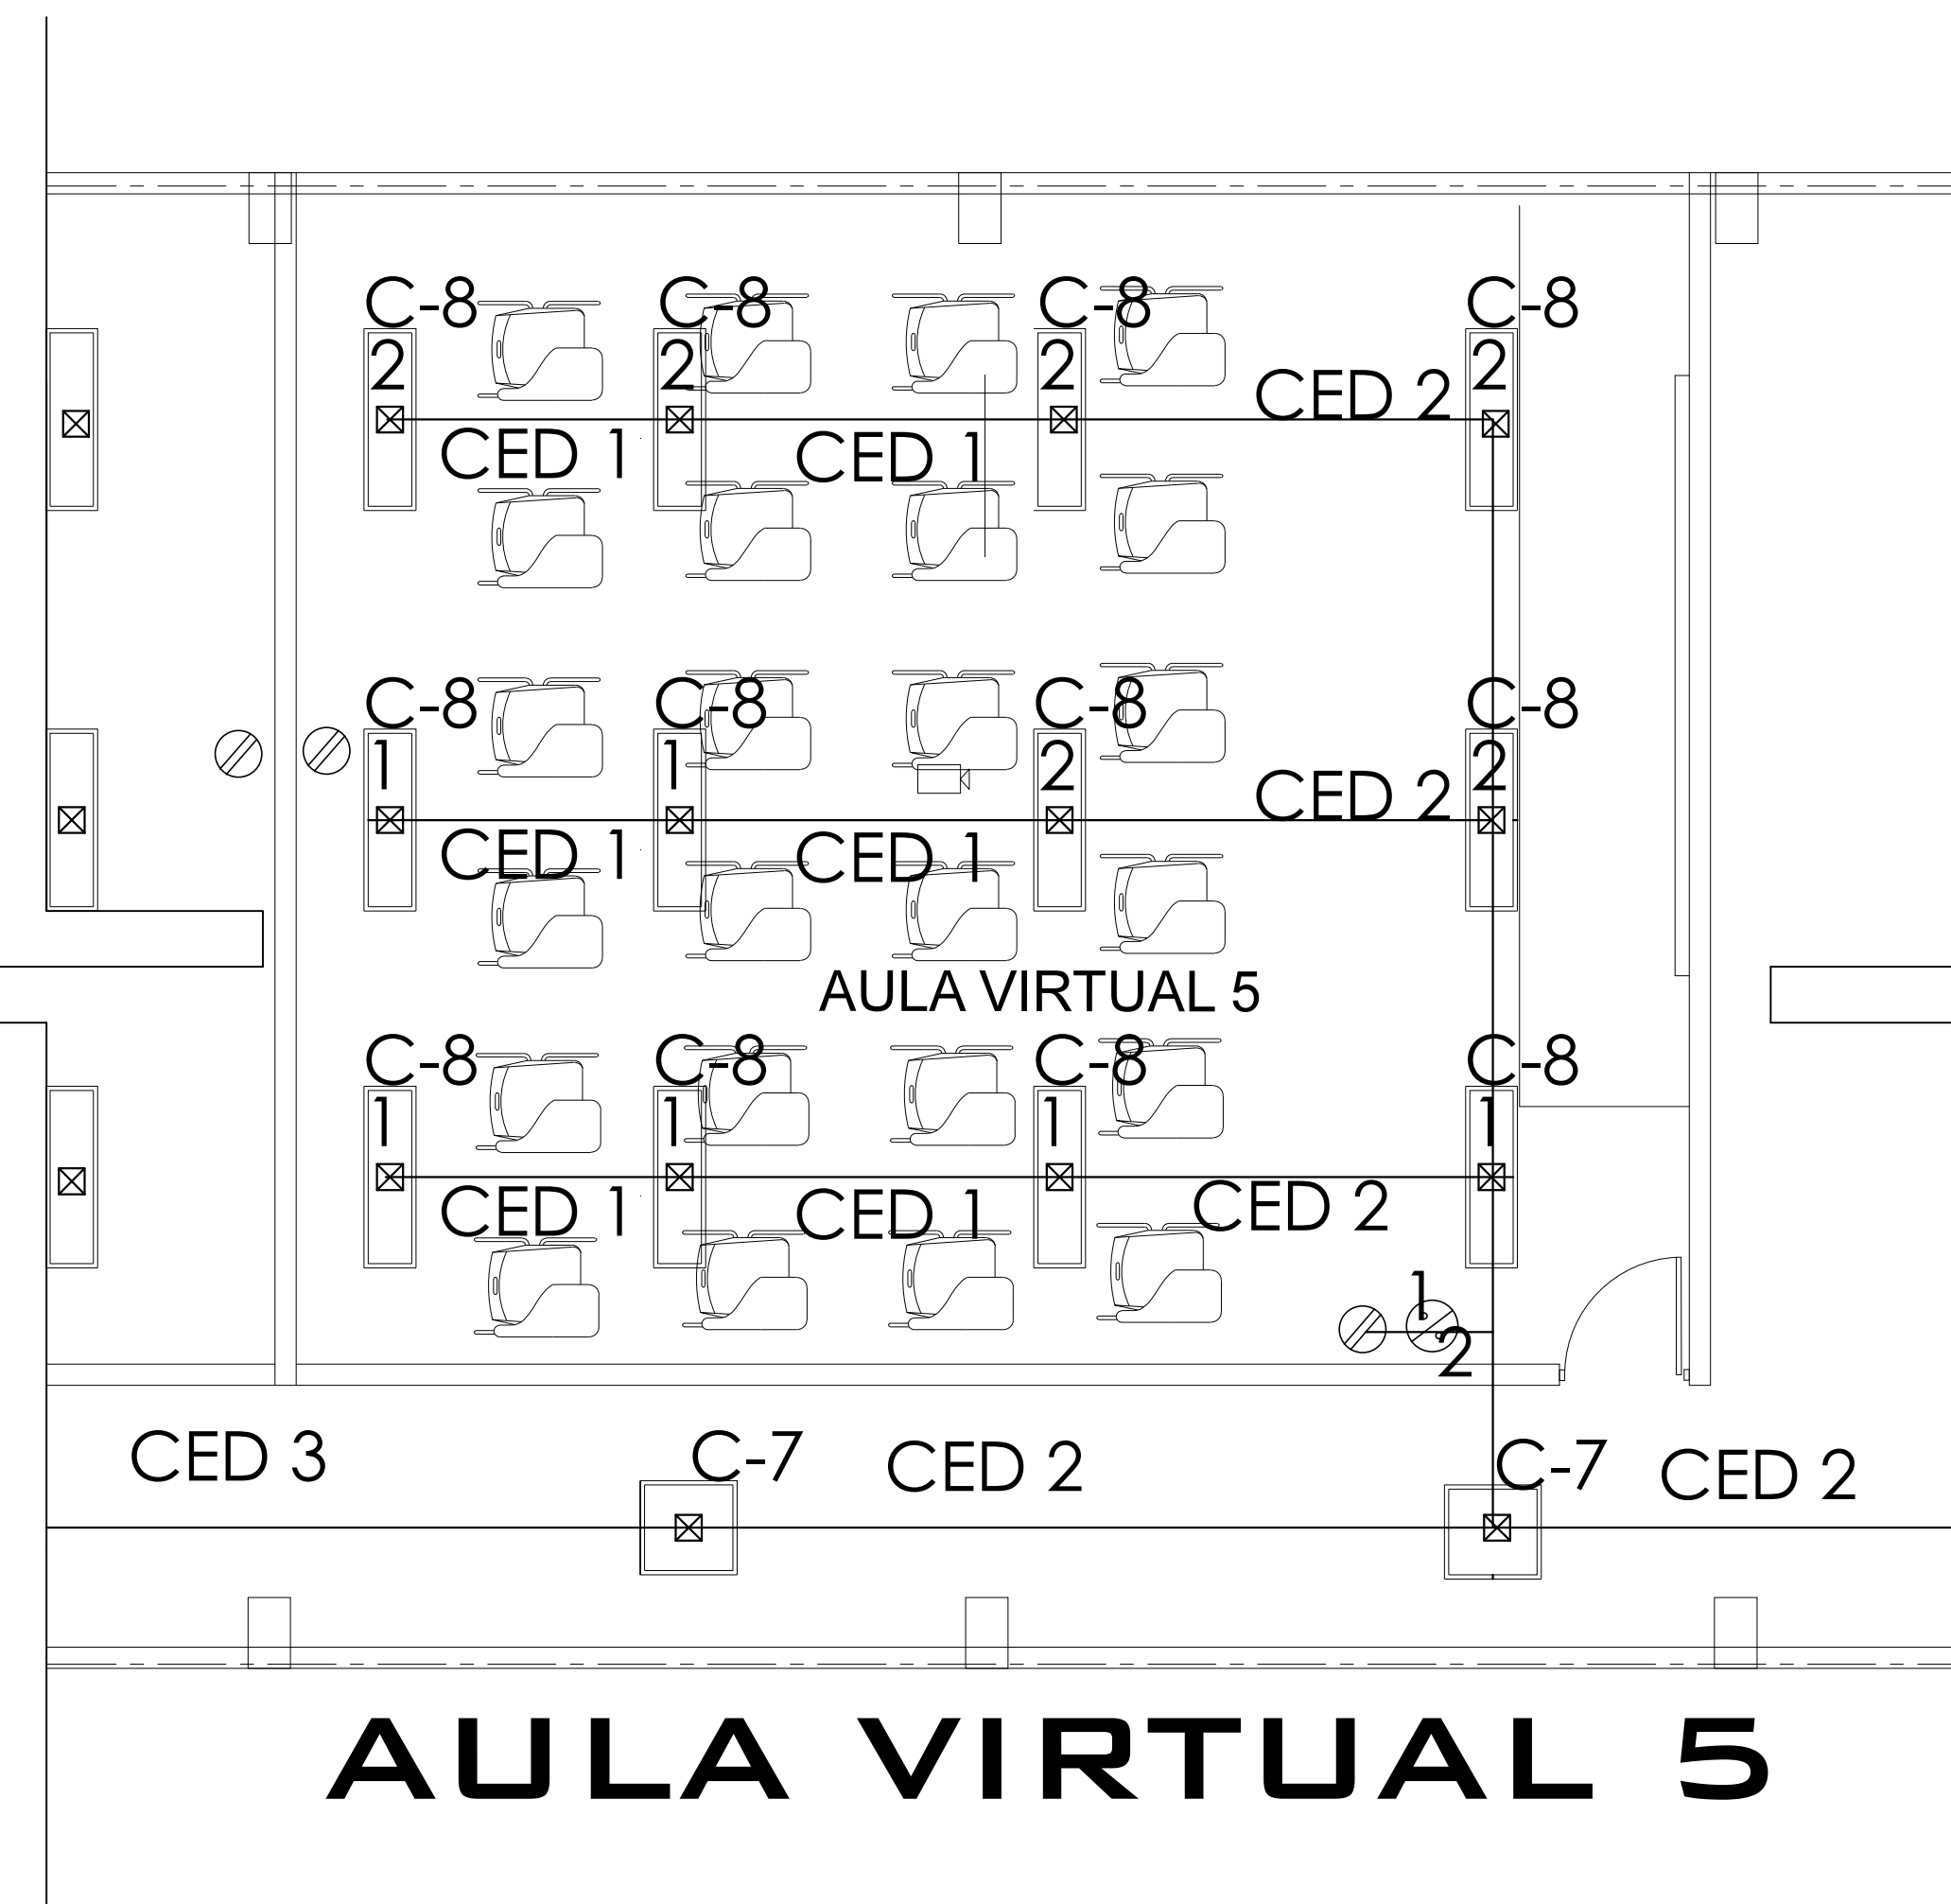 C-8 C-8 C-8 C-8
2 2 2 2
CED 2
CED 1 CED 1
C-8 C-8 C-8 C-8
1 1 2 2
CED 2
CED 1 CED 1
AULA VIRTUAL 5
C-8 C-8 C-8 C-8
1 1 1 1
CED 1 CED 1 CED 2
1
2
CED 3 C-7 CED 2 C-7 CED 2
AULA VIRTUAL 5